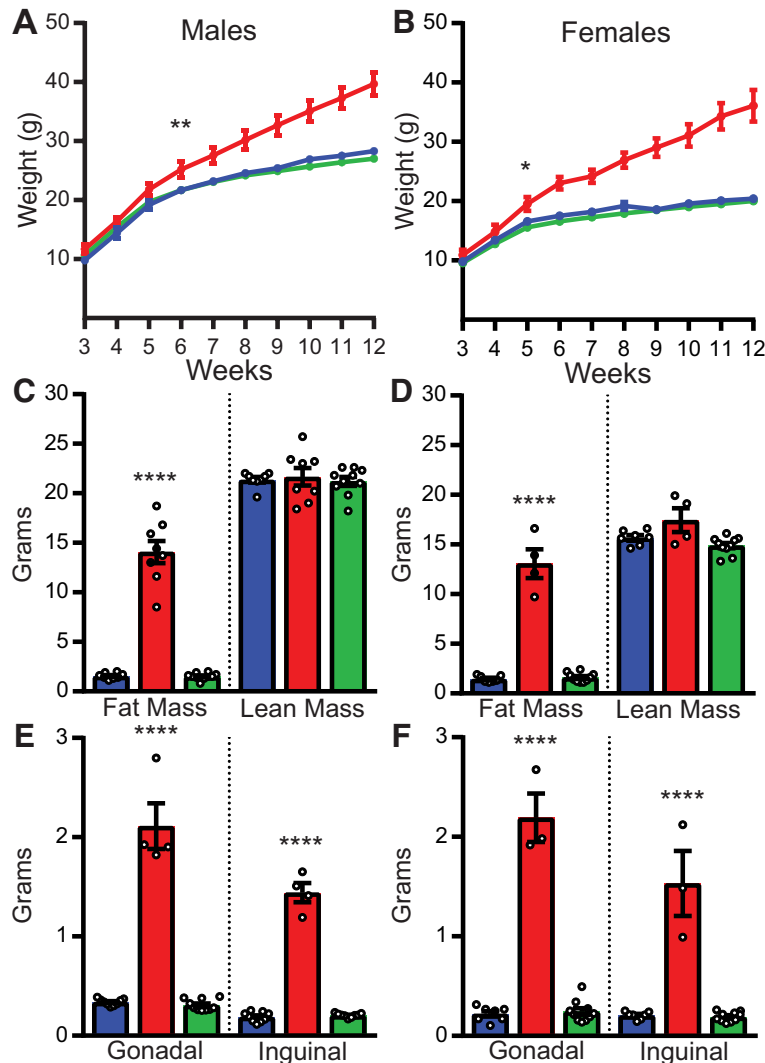 A
Males
50
40
30
20
10
Weight (g)
**
3 4 5 6 7 8 9 10 11 12
Weeks
B
Females
50
40
30
20
10
Weight (g)
*
3 4 5 6 7 8 9 10 11 12
Weeks
C
30
25
20
15
10
5
0
Grams
****
Fat Mass Lean Mass
D
30
25
20
15
10
5
0
Grams
****
Fat Mass Lean Mass
E
3
2
1
0
Grams
****
****
Gonadal Inguinal
F
3
2
1
0
Grams
****
****
Gonadal Inguinal